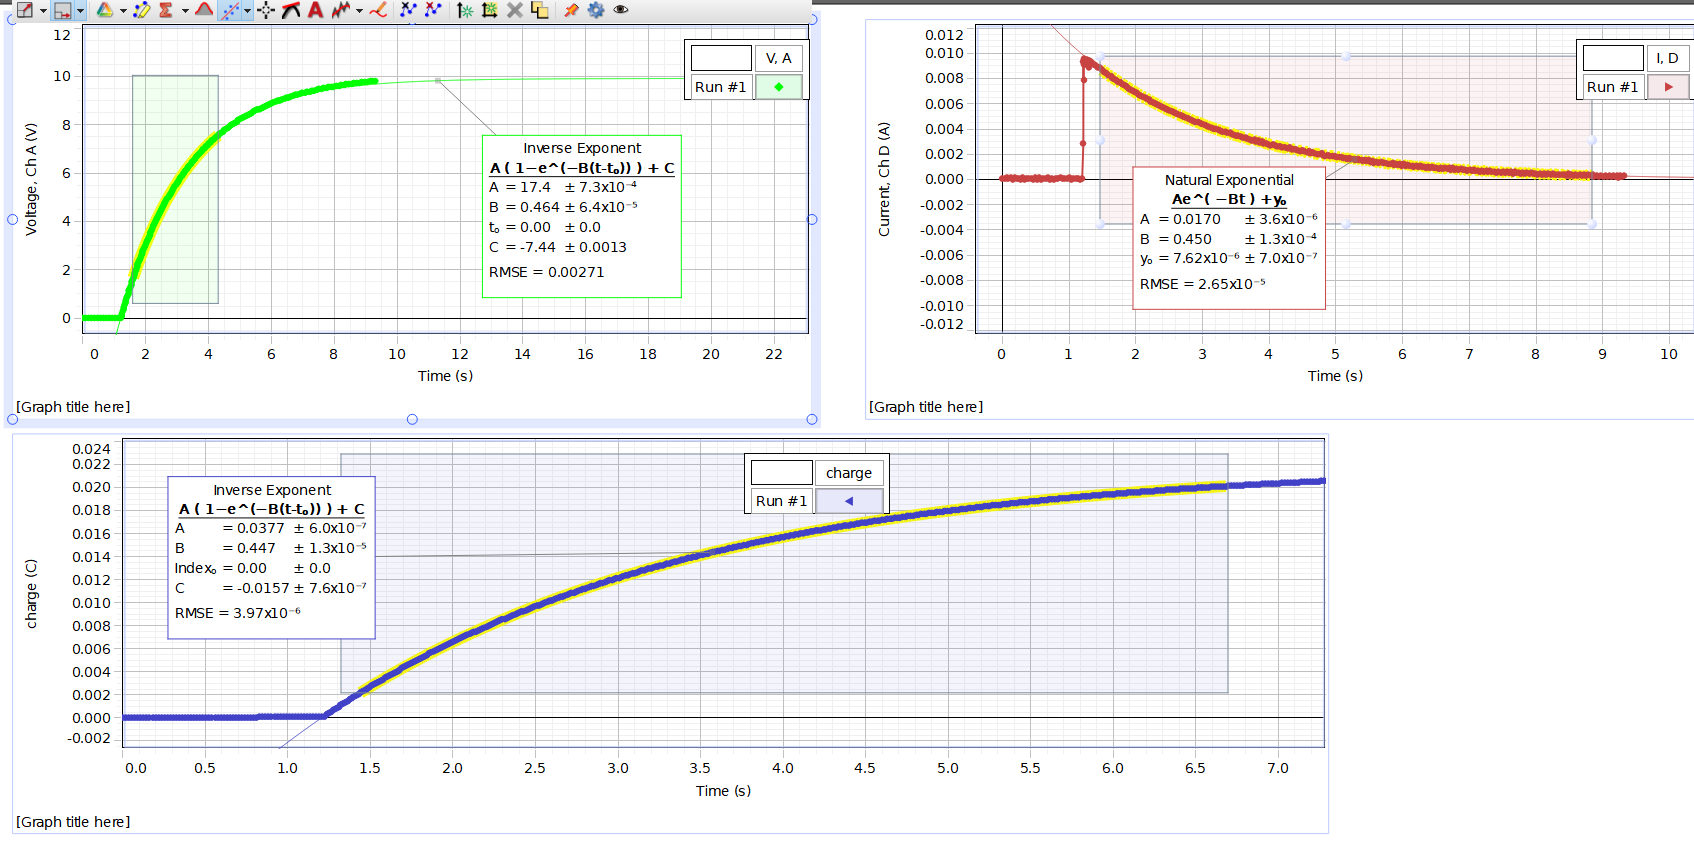 12
10
8
6
4
2
0
Voltage, Ch A (V)
V, A
Run #1
Inverse Exponent
A ( 1−e^(−B(t-t₀)) ) + C
A = 17.4 ± 7.3x10⁻⁴
B = 0.464 ± 6.4x10⁻⁵
t₀ = 0.00 ± 0.0
C = -7.44 ± 0.0013
RMSE = 0.00271
0 2 4 6 8 10 12 14 16 18 20 22
Time (s)
[Graph title here]
0.012
0.010
0.008
0.006
0.004
0.002
0.000
-0.002
-0.004
-0.006
-0.008
-0.010
-0.012
Current, Ch D (A)
I, D
Run #1
Natural Exponential
Ae^( −Bt ) +y₀
A = 0.0170 ± 3.6x10⁻⁶
B = 0.450 ± 1.3x10⁻⁴
y₀ = 7.62x10⁻⁶ ± 7.0x10⁻⁷
RMSE = 2.65x10⁻⁵
0 1 2 3 4 5 6 7 8 9 10
Time (s)
[Graph title here]
0.024
0.022
0.020
0.018
0.016
0.014
0.012
0.010
0.008
0.006
0.004
0.002
0.000
-0.002
charge (C)
charge
Run #1
Inverse Exponent
A ( 1−e^(−B(t-t₀)) ) + C
A = 0.0377 ± 6.0x10⁻⁷
B = 0.447 ± 1.3x10⁻⁵
Index₀ = 0.00 ± 0.0
C = -0.0157 ± 7.6x10⁻⁷
RMSE = 3.97x10⁻⁶
0.0 0.5 1.0 1.5 2.0 2.5 3.0 3.5 4.0 4.5 5.0 5.5 6.0 6.5 7.0
Time (s)
[Graph title here]